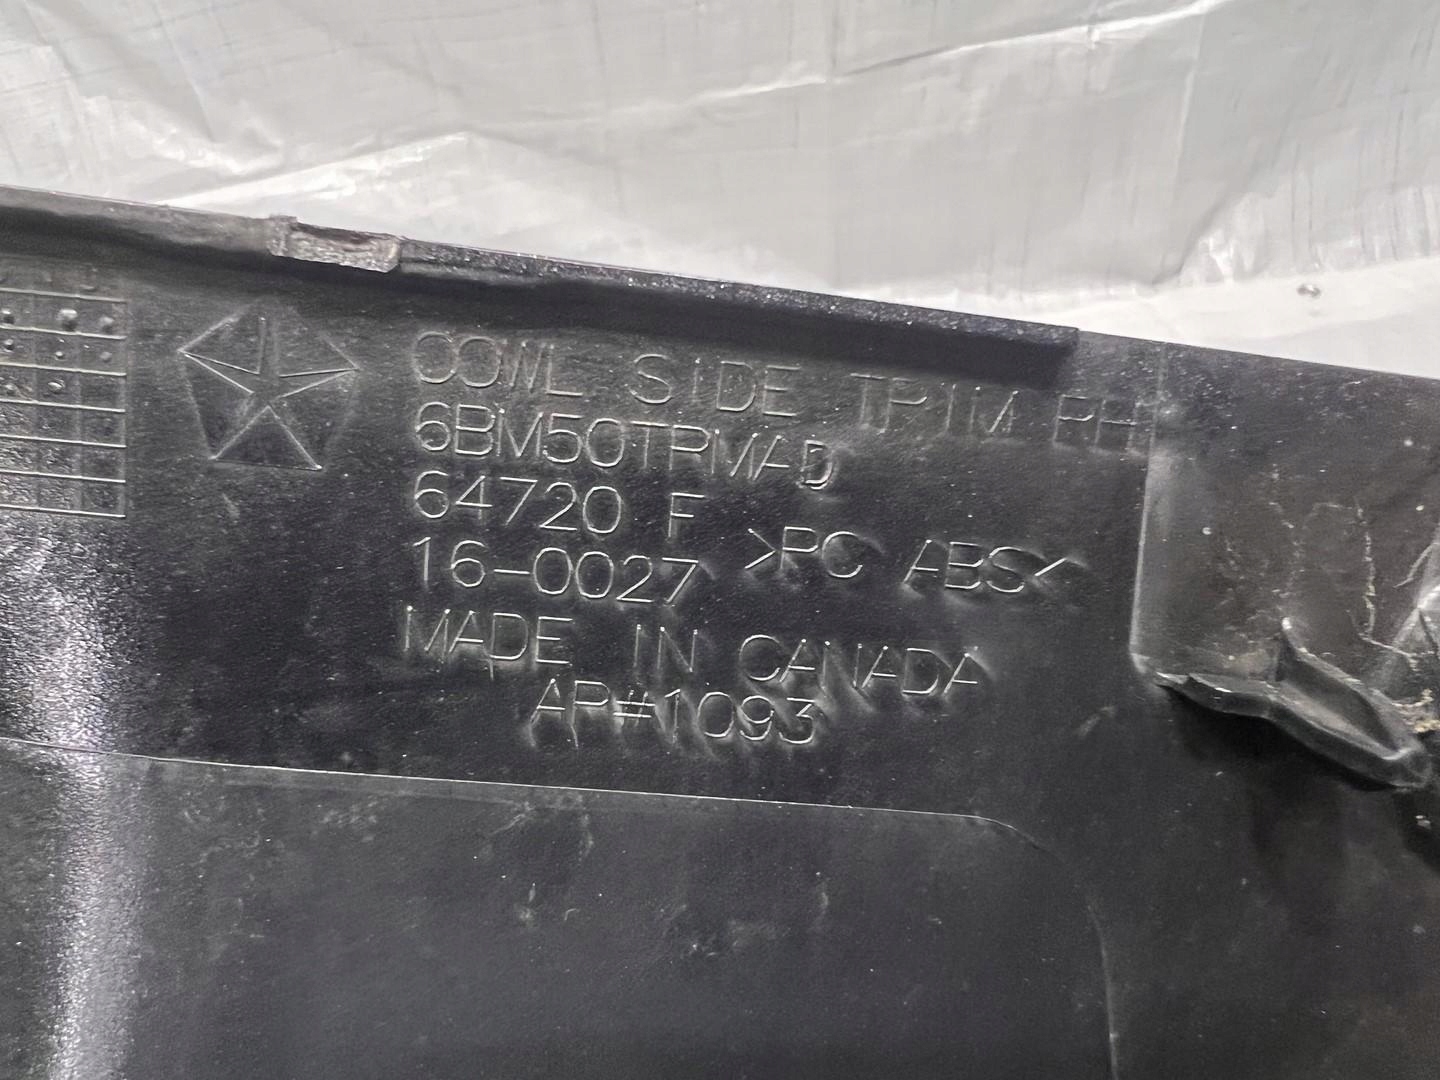 COWL SIDE TRIM RH
6BM50TRMAD
64720 F
16-0027 >PC ABS<
MADE IN CANADA
AP#1093